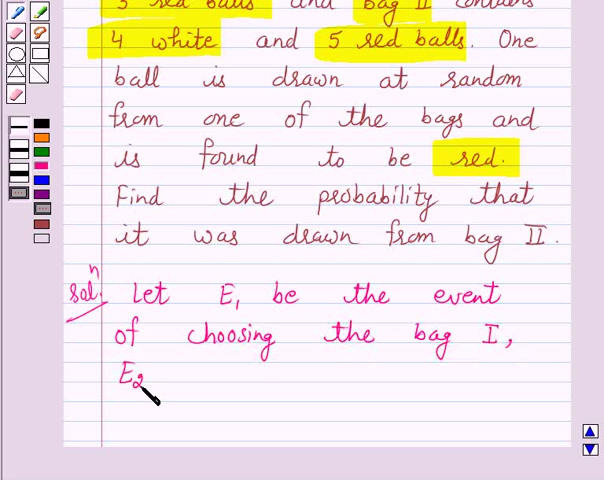 3 red balls and bag II contains
4 white and 5 red balls. One
ball is drawn at random
from one of the bags and
is found to be red.
Find the probability that
it was drawn from bag II.
Solⁿ. Let E₁ be the event
of choosing the bag I,
E₂